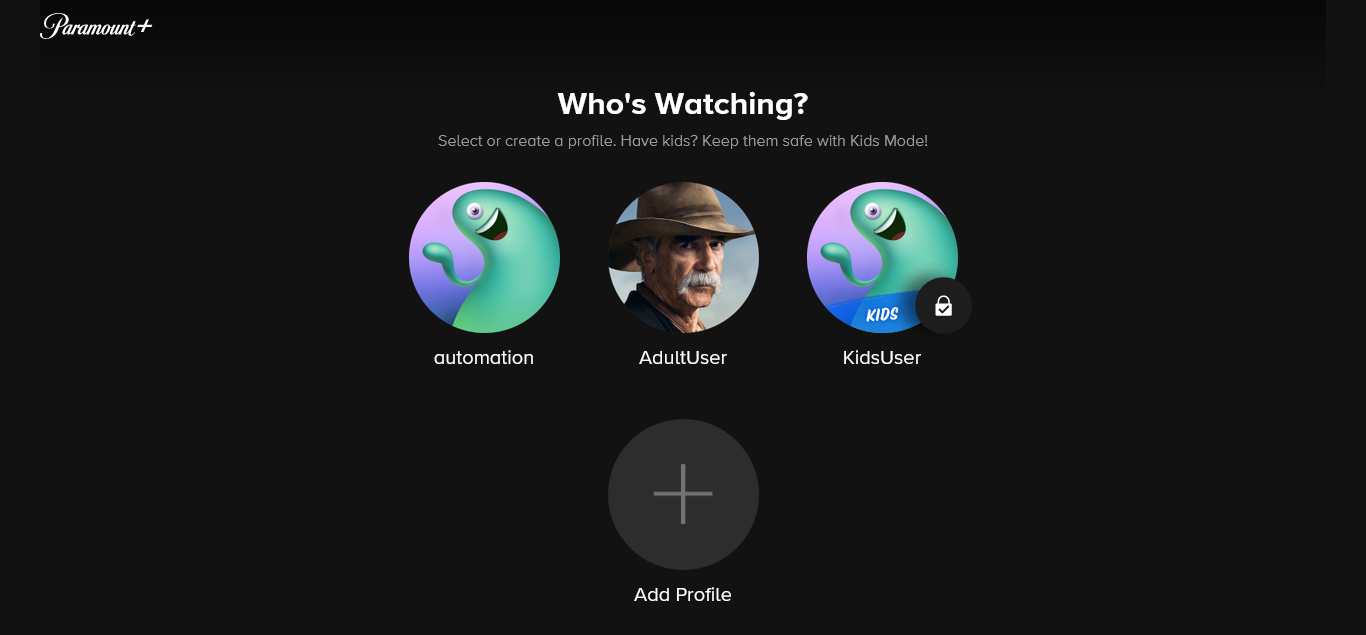 Paramount+
Who's Watching?
Select or create a profile. Have kids? Keep them safe with Kids Mode!
KIDS
automation
AdultUser
KidsUser
Add Profile